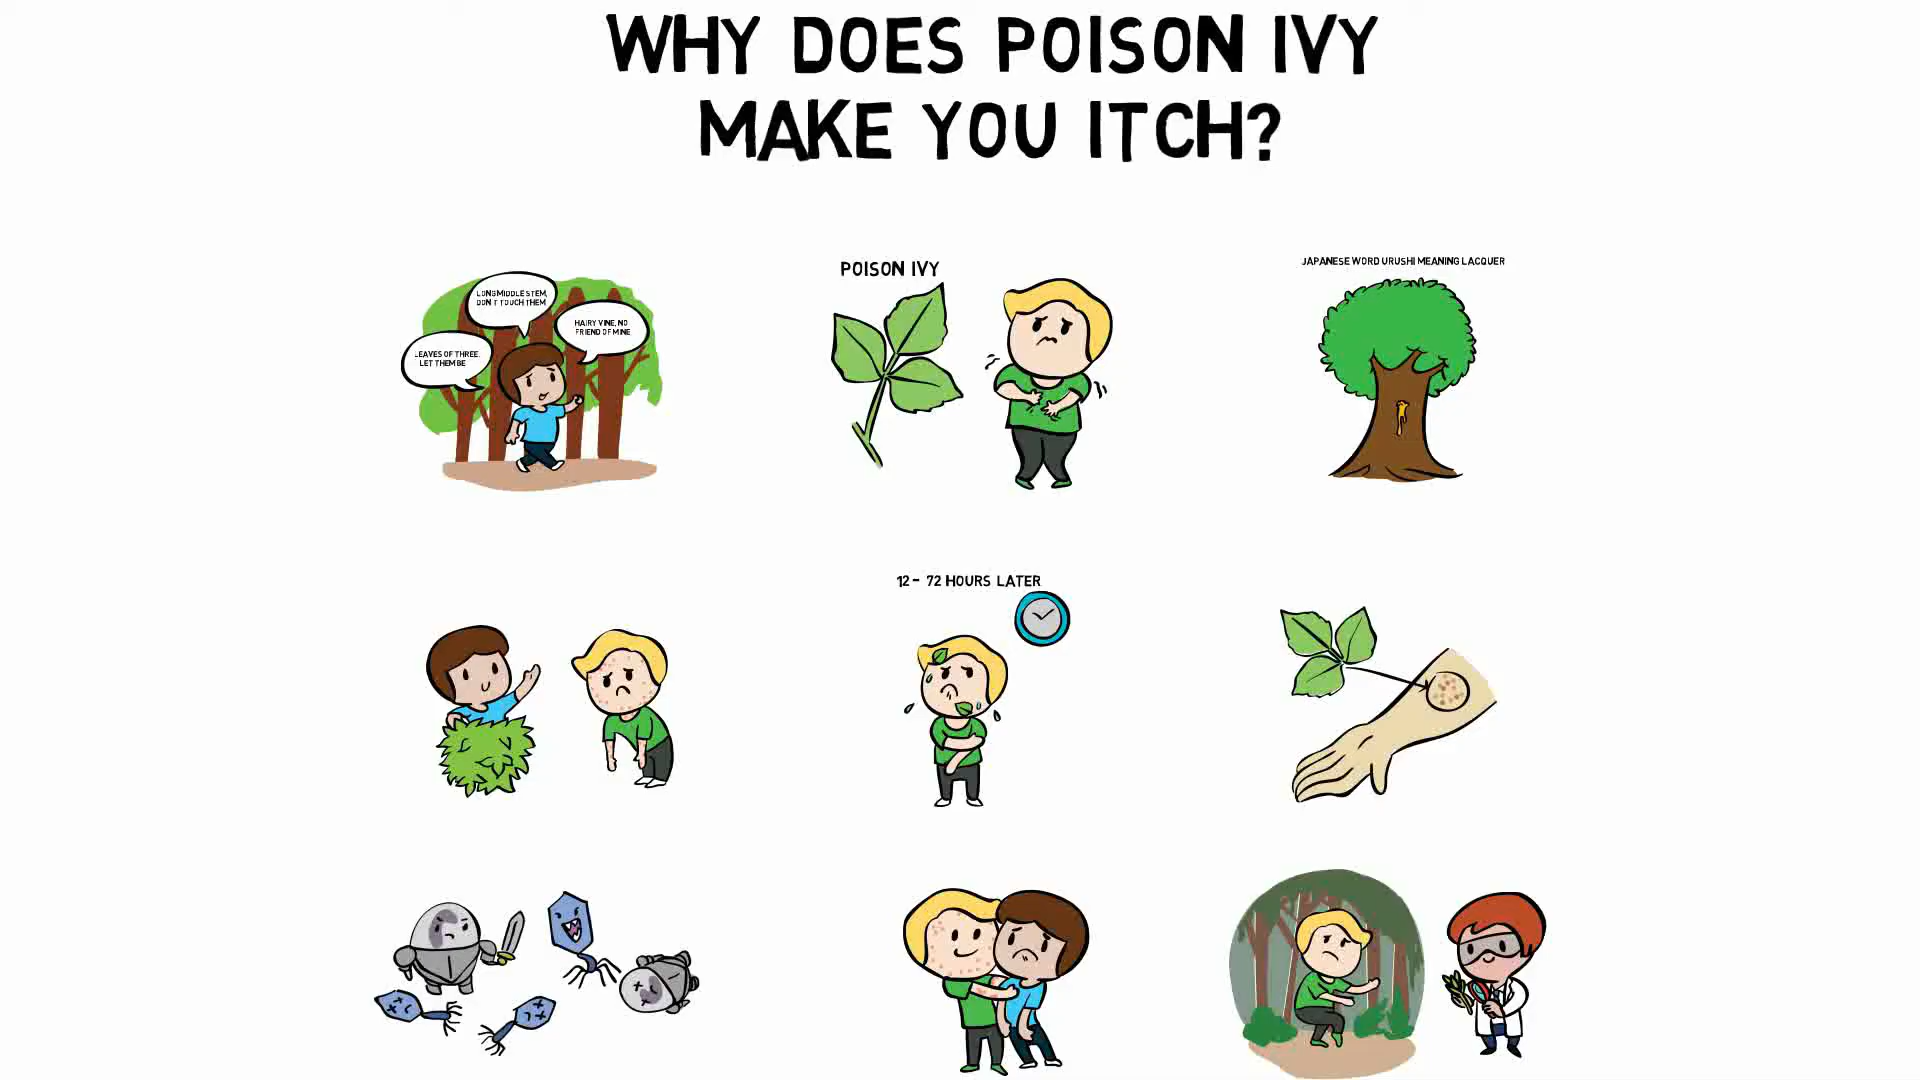 WHY DOES POISON IVY
MAKE YOU ITCH?
LONG MIDDLE STEM,
DON'T TOUCH THEM
HAIRY VINE, NO
FRIEND OF MINE
LEAVES OF THREE,
LET THEM BE
POISON IVY
JAPANESE WORD URUSHI MEANING LACQUER
12 - 72 HOURS LATER